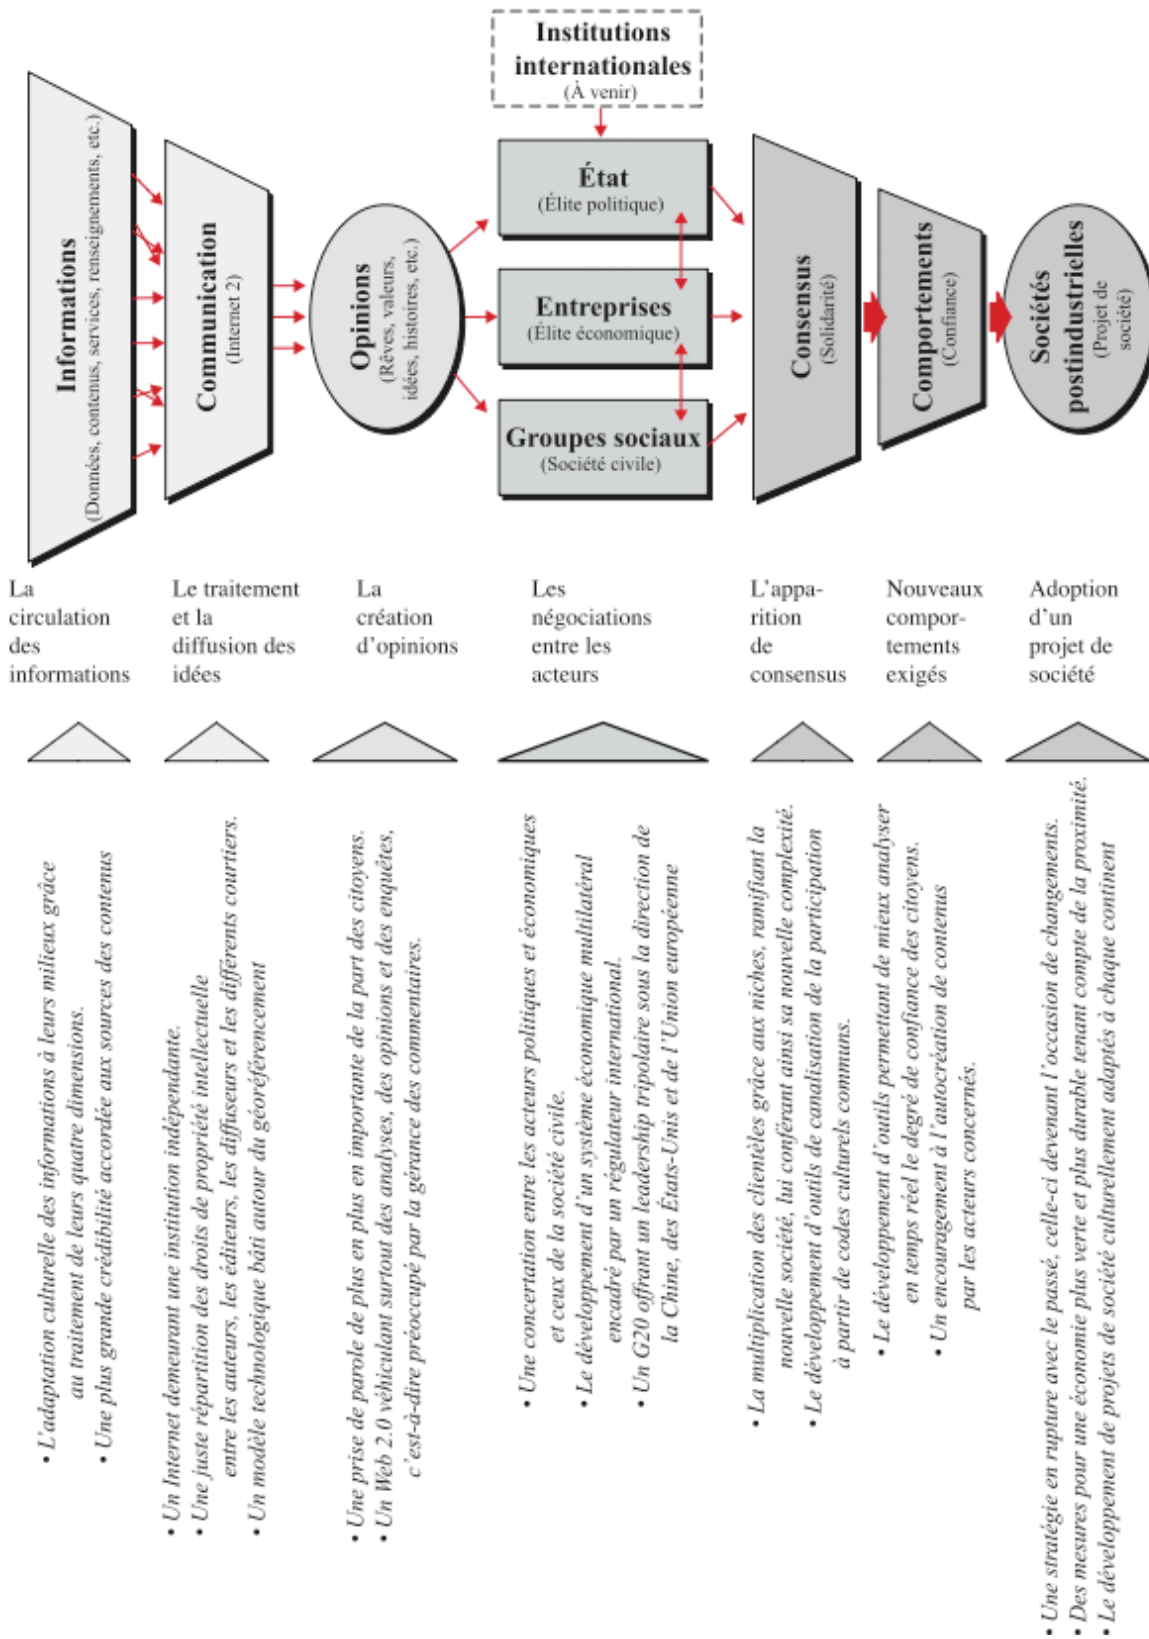 Institutions
internationales
(À venir)
Informations
(Données, contenus, services, renseignements, etc.)
Communication
(Internet 2)
Opinions
(Rêves, valeurs,
idées, histoires, etc.)
État
(Élite politique)
Entreprises
(Élite économique)
Groupes sociaux
(Société civile)
Consensus
(Solidarité)
Comportements
(Confiance)
Sociétés
postindustrielles
(Projet de
société)
La
circulation
des
informations
Le traitement
et la
diffusion des
idées
La
création
d'opinions
Les
négociations
entre les
acteurs
L'appa-
rition
de
consensus
Nouveaux
compor-
tements
exigés
Adoption
d'un
projet de
société
• L'adaptation culturelle des informations à leurs milieux grâce
au traitement de leurs quatre dimensions.
• Une plus grande crédibilité accordée aux sources des contenus
• Un Internet demeurant une institution indépendante.
• Une juste répartition des droits de propriété intellectuelle
entre les auteurs, les éditeurs, les diffuseurs et les différents courtiers.
• Un modèle technologique bâti autour du géoréférencement
• Une prise de parole de plus en plus importante de la part des citoyens.
• Un Web 2.0 véhiculant surtout des analyses, des opinions et des enquêtes,
c'est-à-dire préoccupé par la gérance des commentaires.
• Une concertation entre les acteurs politiques et économiques
et ceux de la société civile.
• Le développement d'un système économique multilatéral
encadré par un régulateur international.
• Un G20 offrant un leadership tripolaire sous la direction de
la Chine, des États-Unis et de l'Union européenne
• La multiplication des clientèles grâce aux niches, ramifiant la
nouvelle société, lui conférant ainsi sa nouvelle complexité.
• Le développement d'outils de canalisation de la participation
à partir de codes culturels communs.
• Le développement d'outils permettant de mieux analyser
en temps réel le degré de confiance des citoyens.
• Un encouragement à l'autocréation de contenus
par les acteurs concernés.
• Une stratégie en rupture avec le passé, celle-ci devenant l'occasion de changements.
• Des mesures pour une économie plus verte et plus durable tenant compte de la proximité.
• Le développement de projets de société culturellement adaptés à chaque continent